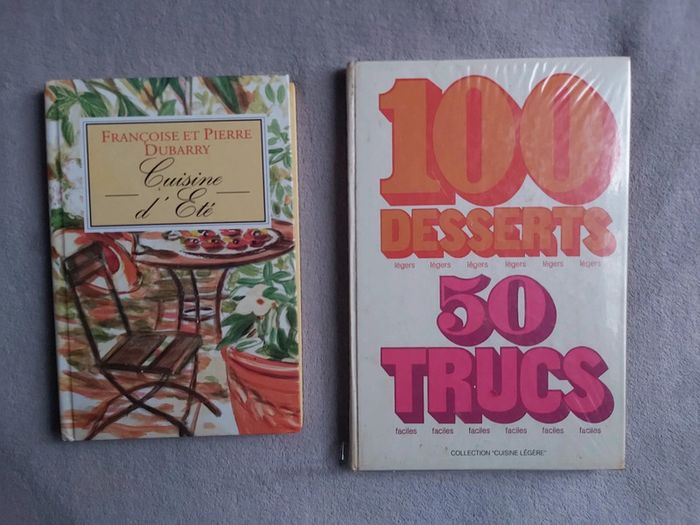 FRANÇOISE ET PIERRE
DUBARRY
Cuisine
d'Eté
100
DESSERTS
légers légers légers légers légers légers
50
TRUCS
faciles faciles faciles faciles faciles faciles
COLLECTION "CUISINE LÉGÈRE"